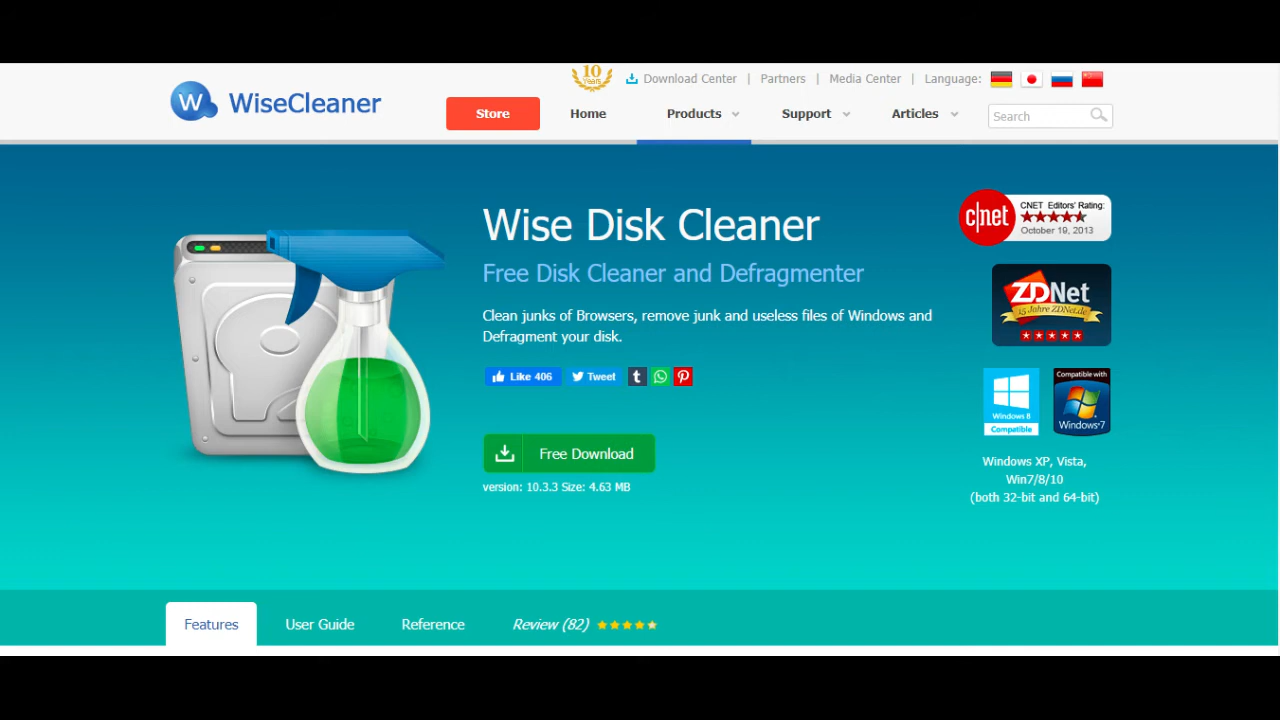 10
Years
Download Center | Partners | Media Center | Language:
W WiseCleaner
Store Home Products Support Articles Search
Wise Disk Cleaner
Free Disk Cleaner and Defragmenter
Clean junks of Browsers, remove junk and useless files of Windows and
Defragment your disk.
Like 406 Tweet t
Free Download
version: 10.3.3 Size: 4.63 MB
c|net CNET Editors' Rating:
October 19, 2013
ZDNet
15 Jahre ZDNet.de
Windows 8
Compatible
Compatible with
Windows 7
Windows XP, Vista,
Win7/8/10
(both 32-bit and 64-bit)
Features User Guide Reference Review (82)